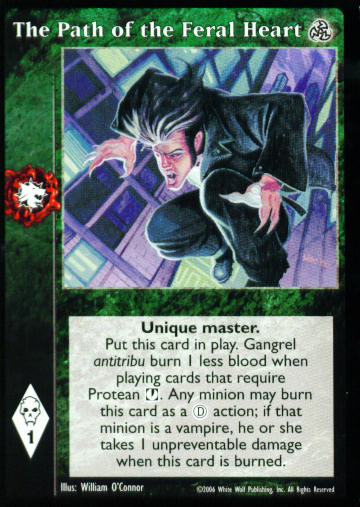 The Path of the Feral Heart
Unique master.
Put this card in play. Gangrel
antitribu burn 1 less blood when
playing cards that require
Protean. Any minion may burn
this card as a Ⓓ action; if that
minion is a vampire, he or she
takes 1 unpreventable damage
when this card is burned.
1
Illus: William O'Connor
©2006 White Wolf Publishing, Inc. All Rights Reserved